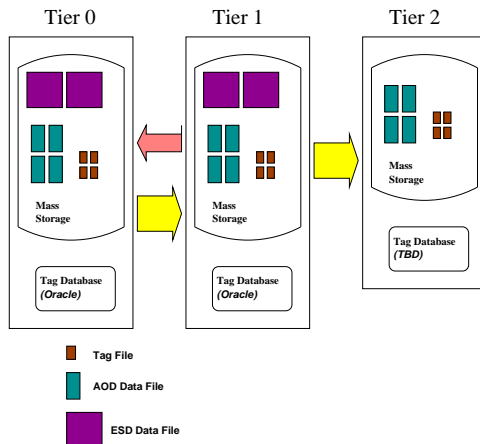 Tier 0
Tier 1
Tier 2
Mass
Storage
Mass
Storage
Mass
Storage
Tag Database
(Oracle)
Tag Database
(Oracle)
Tag Database
(TBD)
Tag File
AOD Data File
ESD Data File